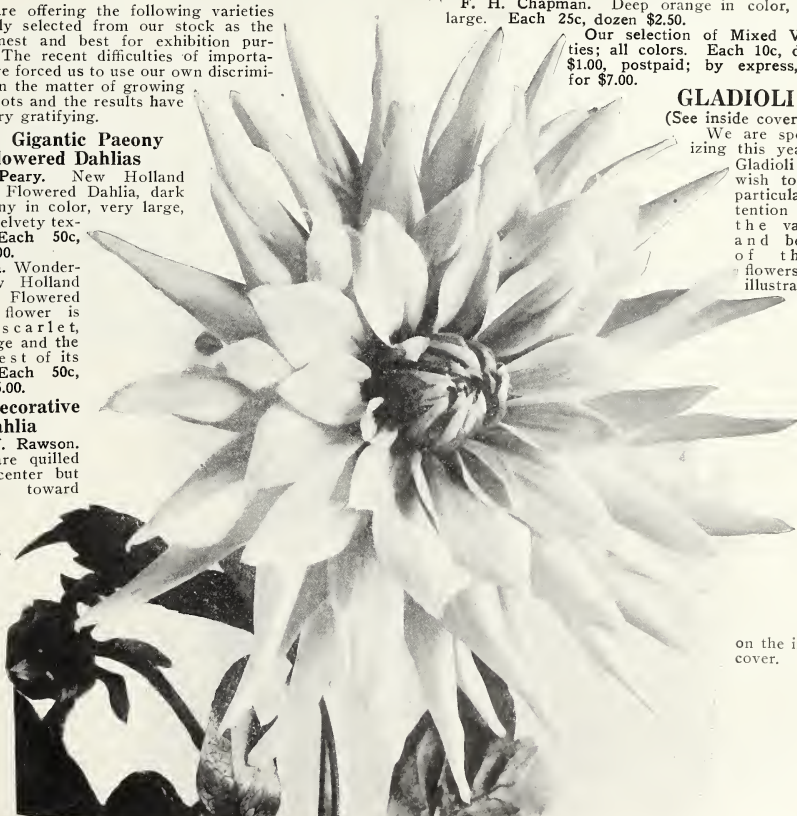 re offering the following varieties
ly selected from our stock as the
nest and best for exhibition pur-
The recent difficulties of importa-
e forced us to use our own discrimi-
n the matter of growing
ots and the results have
ry gratifying.
Gigantic Paeony
lowered Dahlias
Peary. New Holland
Flowered Dahlia, dark
ny in color, very large,
elvety tex-
Each 50c,
00.
. Wonder-
Holland
Flowered
flower is
scarlet,
ge and the
est of its
Each 50c,
5.00.
ecorative
ahlia
. Rawson.
re quilled
center but
toward
F. H. Chapman. Deep orange in color,
large. Each 25c, dozen $2.50.
Our selection of Mixed V
ties; all colors. Each 10c, d
$1.00, postpaid; by express,
for $7.00.
GLADIOLI
(See inside cover
We are spe
izing this yea
Gladioli
wish to
particula
tention
the va
and be
of th
flowers
illustra
on the i
cover.